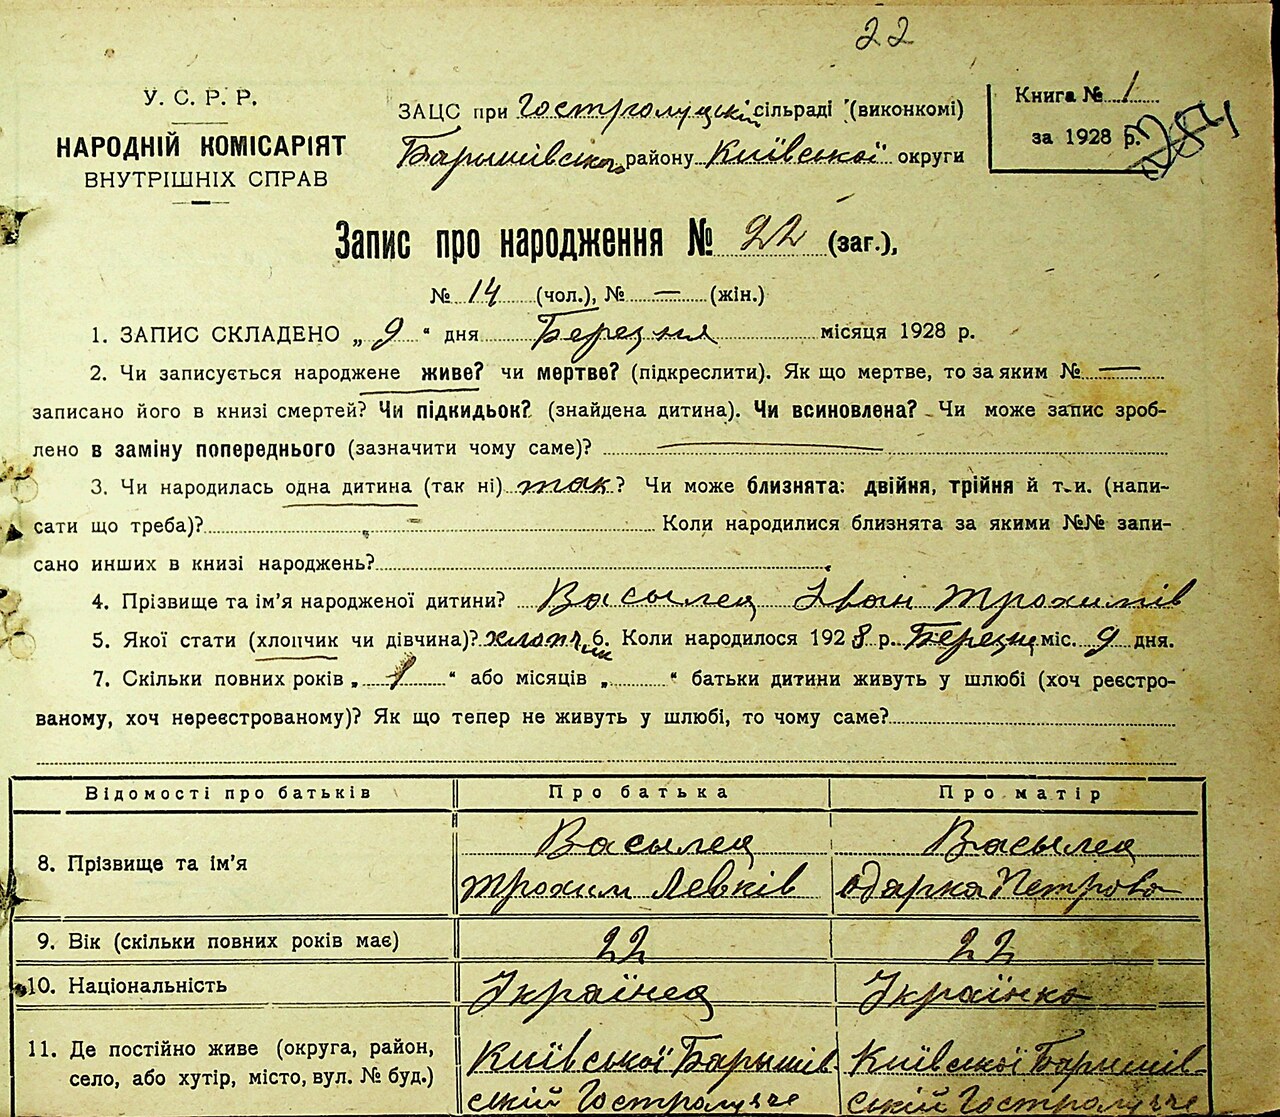 22
У. С. Р. Р.
НАРОДНІЙ КОМІСАРІЯТ
ВНУТРІШНІХ СПРАВ
ЗАЦС при Гостролуцькій сільраді (виконкомі)
Барышівського району Київської округи
Книга № 1
за 1928 р.
Запис про народження № 22 (заг.),
№ 14 (чол.), № — (жін.)
1. ЗАПИС СКЛАДЕНО „ 9 “ дня Березня місяця 1928 р.
2. Чи записується народжене живе? чи мертве? (підкреслити). Як що мертве, то за яким № —
записано його в книзі смертей? Чи підкидьок? (знайдена дитина). Чи всиновлена? Чи може запис зроб-
лено в заміну попереднього (зазначити чому саме)? —
3. Чи народилась одна дитина (так ні) так? Чи може близнята: двійня, трійня й т. и. (напи-
сати що треба)? Коли народилися близнята за якими №№ запи-
сано инших в книзі народжень?
4. Прізвище та ім’я народженої дитини? Васылец Іван Трохимів
5. Якої стати (хлопчик чи дівчина)? хлопчик 6. Коли народилося 1928 р. Березня міс. 9 дня.
7. Скільки повних років „ 1 “ або місяців „ “ батьки дитини живуть у шлюбі (хоч реєстро-
ваному, хоч нереєстрованому)? Як що тепер не живуть у шлюбі, то чому саме?
Відомості про батьків Про батька Про матір
8. Прізвище та ім’я
Васылец Васылец
Трохим Левків Одарка Петрова
9. Вік (скільки повних років має) 22 22
10. Національність Українец Українка
11. Де постійно живе (округа, район,
село, або хутір, місто, вул. № буд.)
Київської Барышів- Київської Барышів-
ській Гостролучче ській Гостролучче